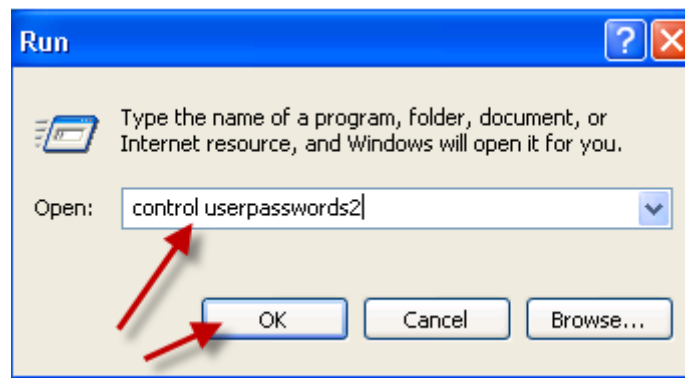 Run
Type the name of a program, folder, document, or
Internet resource, and Windows will open it for you.
Open: control userpasswords2
OK Cancel Browse...